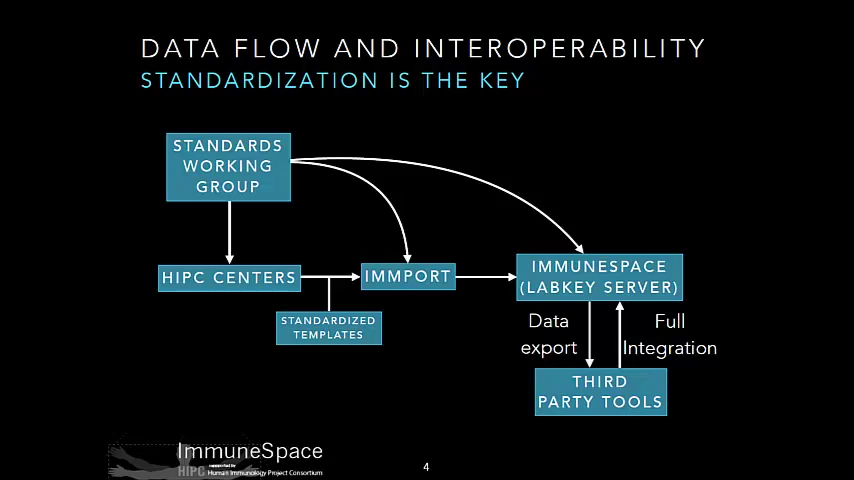 DATA FLOW AND INTEROPERABILITY
STANDARDIZATION IS THE KEY
STANDARDS
WORKING
GROUP
HIPC CENTERS
IMMPORT
IMMUNESPACE
(LABKEY SERVER)
STANDARDIZED
TEMPLATES
Data
export
Full
Integration
THIRD
PARTY TOOLS
ImmuneSpace
supported by
HIPC Human Immunology Project Consortium
4